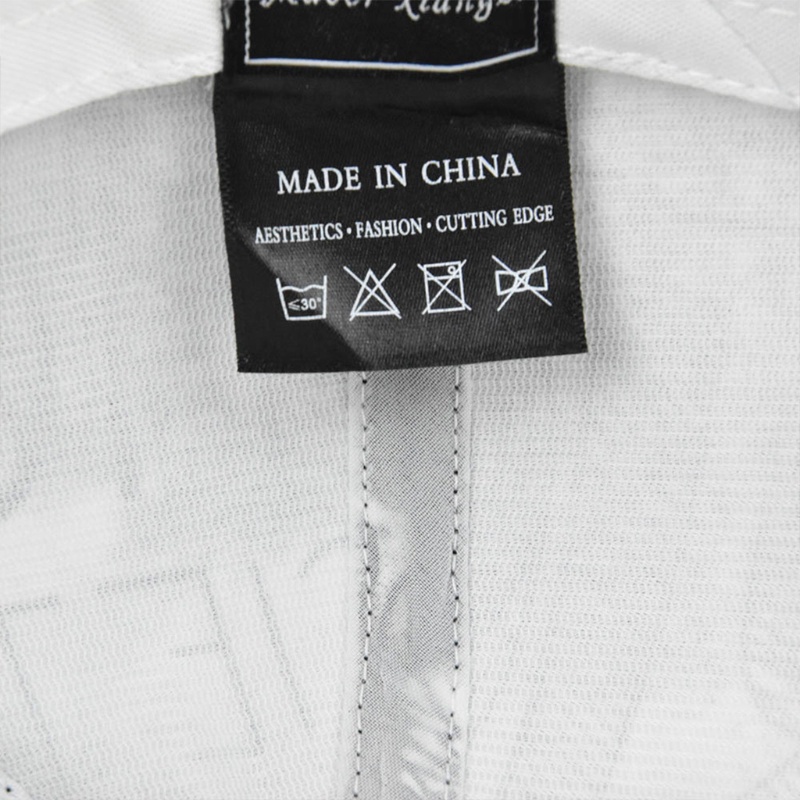 MADE IN CHINA
AESTHETICS • FASHION • CUTTING EDGE
≤30°